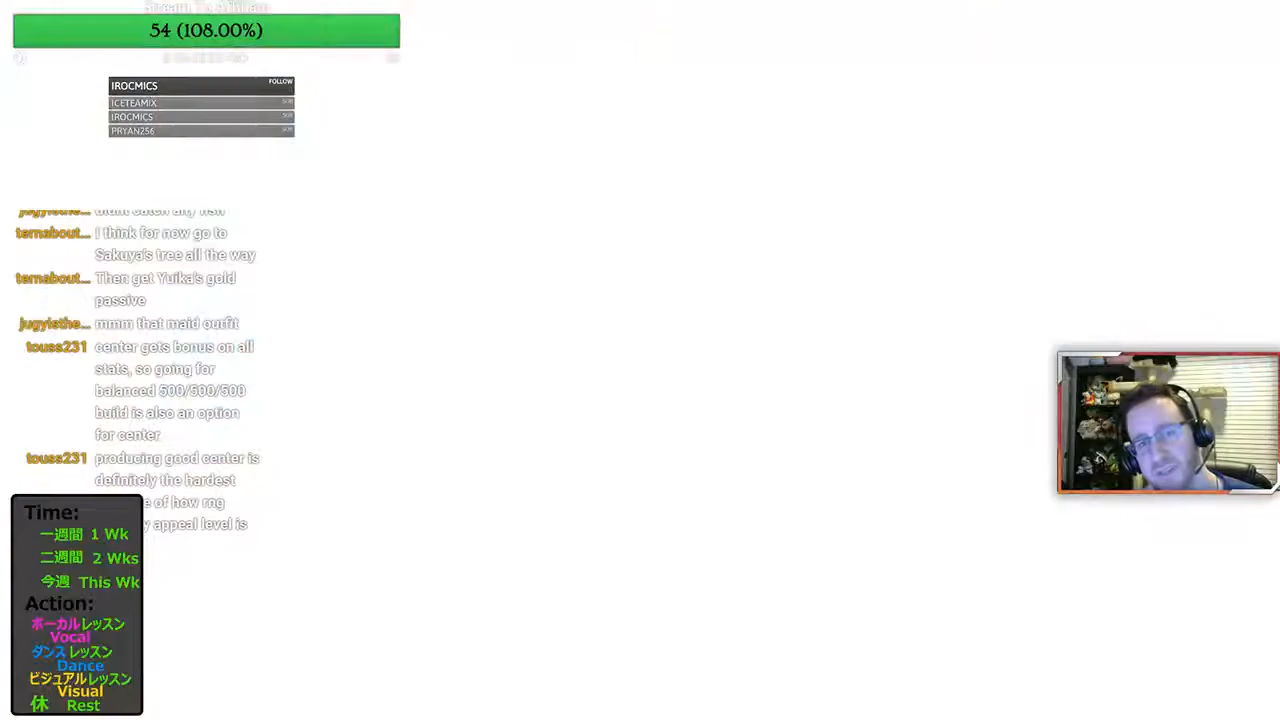 54 (108.00%)
IROCMICS FOLLOW
ICETEAMIX SUB
IROCMICS SUB
PRYAN256 SUB
ternabout... I think for now go to
Sakuya's tree all the way
ternabout... Then get Yuika's gold
passive
jugyisthe... mmm that maid outfit
touss231 center gets bonus on all
stats, so going for
balanced 500/500/500
build is also an option
for center
touss231 producing good center is
definitely the hardest
of how rng
appeal level is
Time:
一週間 1 Wk
二週間 2 Wks
今週 This Wk
Action:
ボーカルレッスン
Vocal
ダンスレッスン
Dance
ビジュアルレッスン
Visual
休 Rest